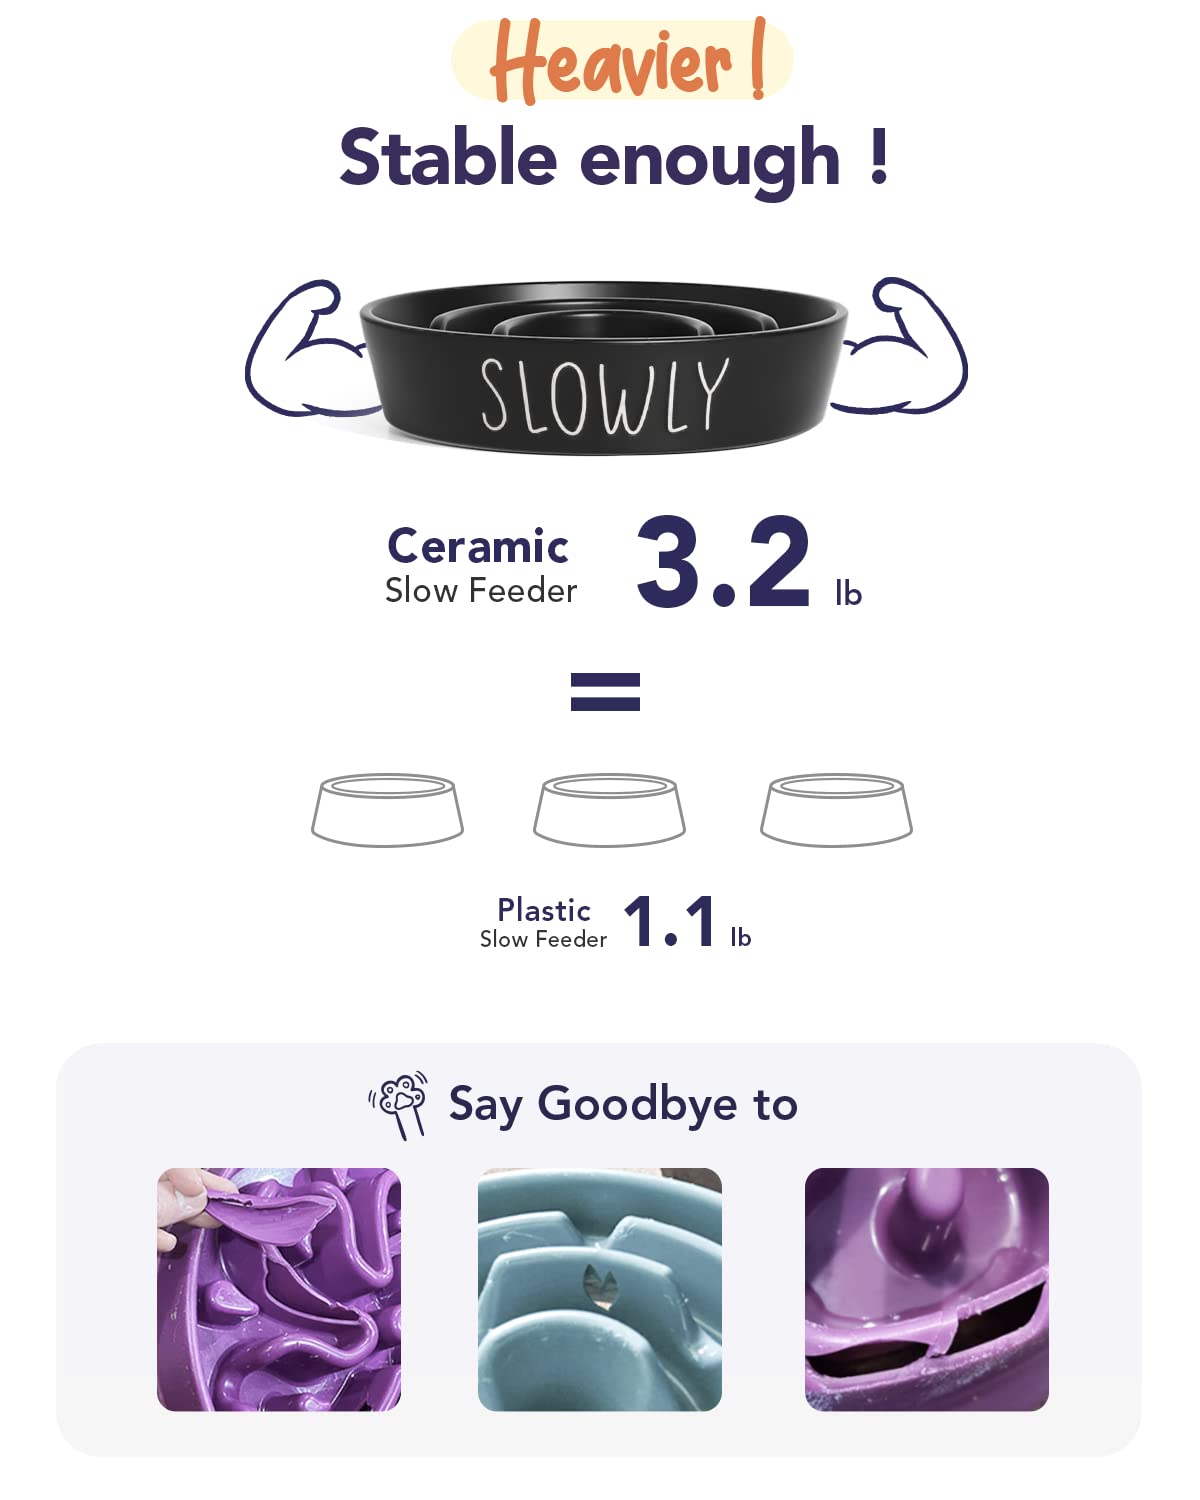 Heavier!
Stable enough !
SLOWLY
Ceramic
Slow Feeder
3.2 lb
=
Plastic
Slow Feeder
1.1 lb
Say Goodbye to